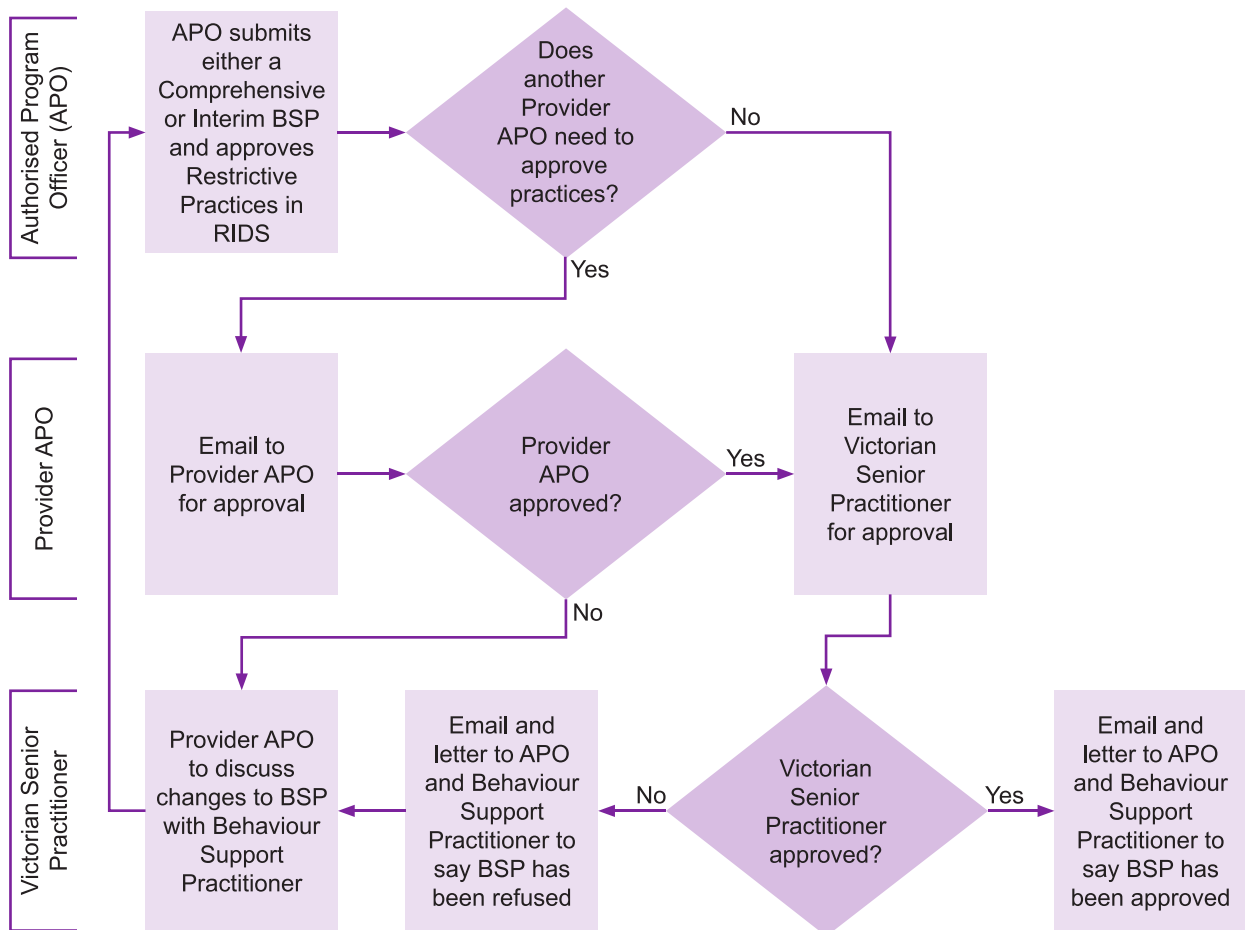 Authorised Program
Officer (APO)
APO submits
either a
Comprehensive
or Interim BSP
and approves
Restrictive
Practices in
RIDS
Does
another
Provider
APO need to
approve
practices?
No
Yes
Provider APO
Email to
Provider APO
for approval
Provider
APO
approved?
Yes
No
Email to
Victorian
Senior
Practitioner
for approval
Victorian Senior
Practitioner
Provider APO
to discuss
changes to BSP
with Behaviour
Support
Practitioner
Email and
letter to APO
and Behaviour
Support
Practitioner to
say BSP has
been refused
No
Victorian
Senior
Practitioner
approved?
Yes
Email and
letter to APO
and Behaviour
Support
Practitioner to
say BSP has
been approved